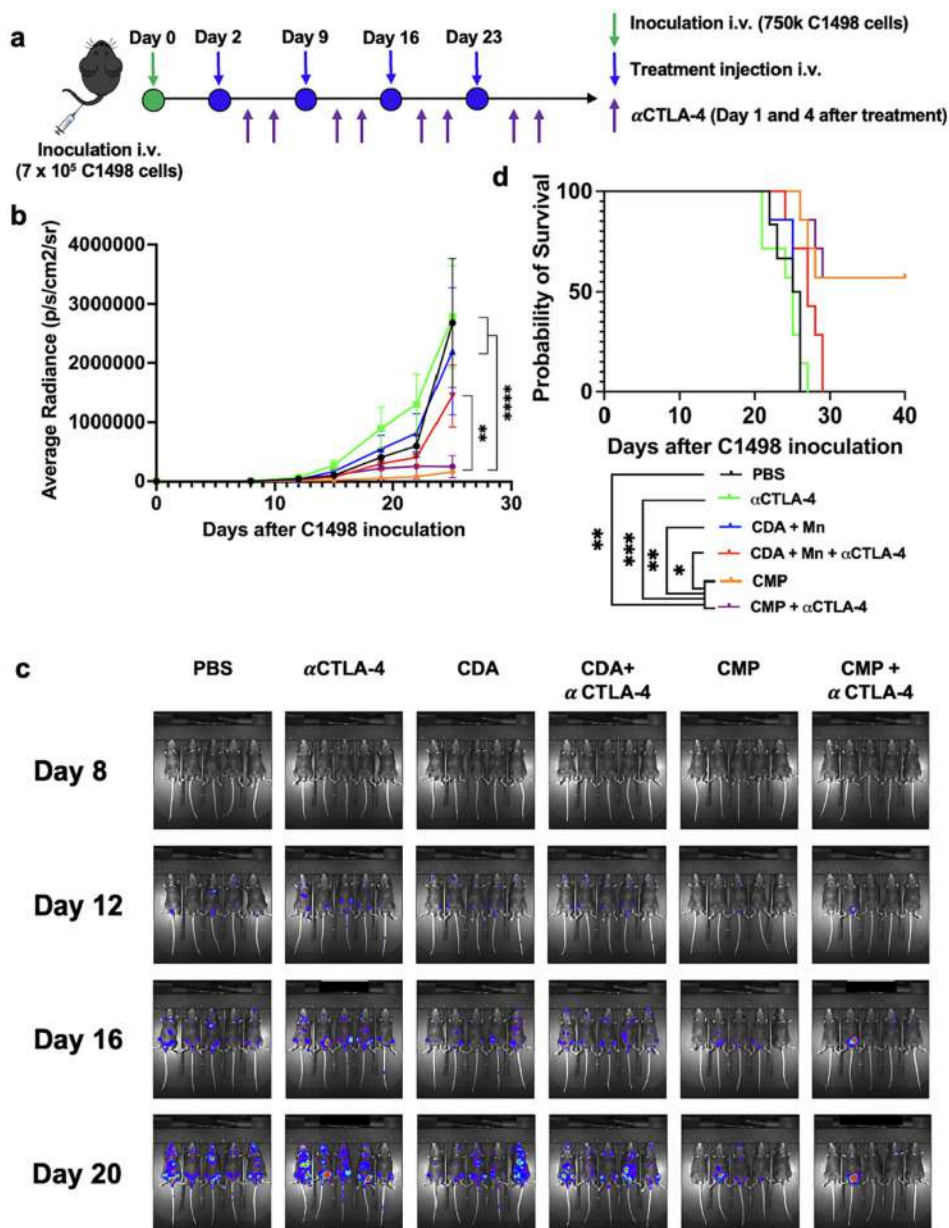 a
Day 0
Day 2
Day 9
Day 16
Day 23
Inoculation i.v. (750k C1498 cells)
Treatment injection i.v.
αCTLA-4 (Day 1 and 4 after treatment)
Inoculation i.v.
(7 x 10⁵ C1498 cells)
b
Average Radiance (p/s/cm2/sr)
4000000
3000000
2000000
1000000
0
0
10
20
30
Days after C1498 inoculation
**
****
d
Probability of Survival
100
50
0
0
10
20
30
40
Days after C1498 inoculation
PBS
αCTLA-4
CDA + Mn
CDA + Mn + αCTLA-4
CMP
CMP + αCTLA-4
**
***
**
*
c
PBS
αCTLA-4
CDA
CDA+
α CTLA-4
CMP
CMP +
α CTLA-4
Day 8
Day 12
Day 16
Day 20